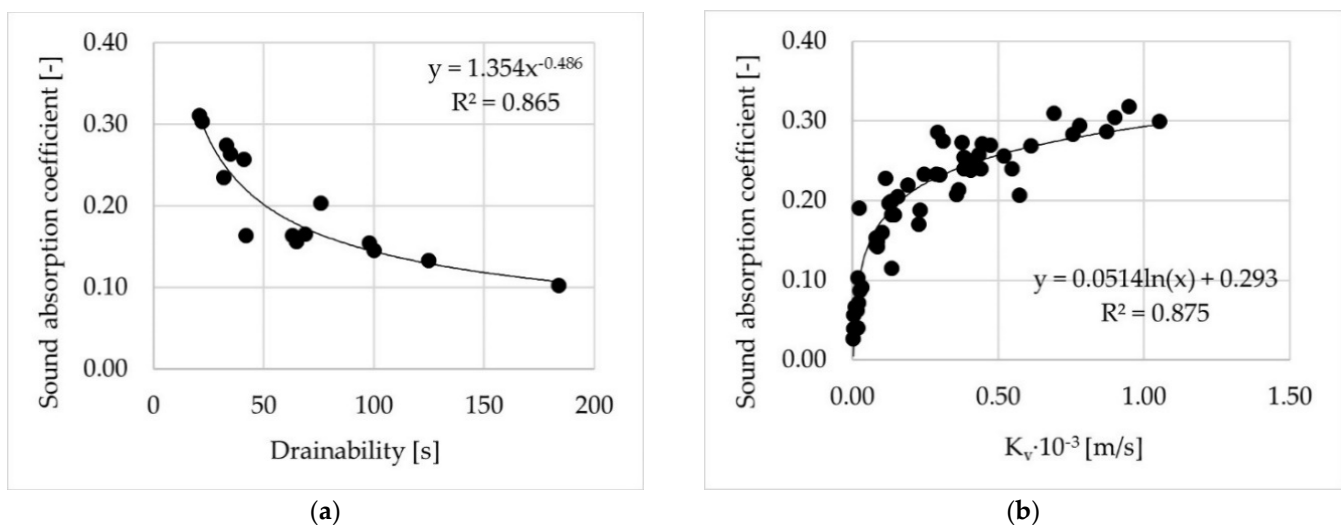 0.40
0.30
0.20
0.10
0.00
Sound absorption coefficient [-]
y = 1.354x^-0.486
R² = 0.865
0 50 100 150 200
Drainability [s]
(a)
0.40
0.30
0.20
0.10
0.00
Sound absorption coefficient [-]
y = 0.0514ln(x) + 0.293
R² = 0.875
0.00 0.50 1.00 1.50
Kᵥ·10⁻³ [m/s]
(b)